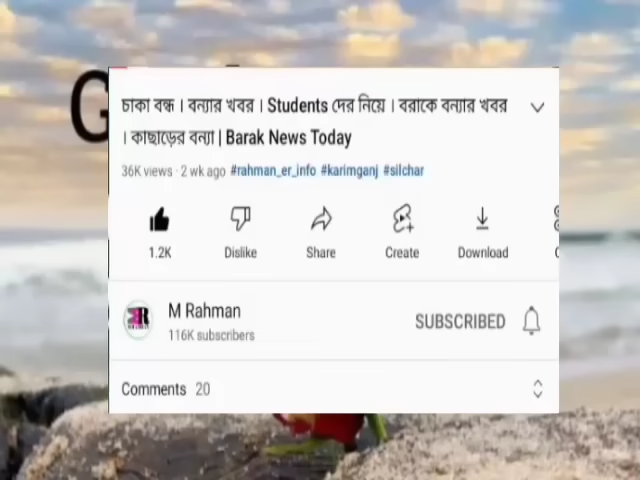 G
চাকা বন্ধ । বন্যার খবর । Students দের নিয়ে । বরাকে বন্যার খবর
। কাছাড়ের বন্যা | Barak News Today
36K views · 2 wk ago #rahman_er_info #karimganj #silchar
1.2K Dislike Share Create Download
M Rahman
116K subscribers
SUBSCRIBED
Comments 20